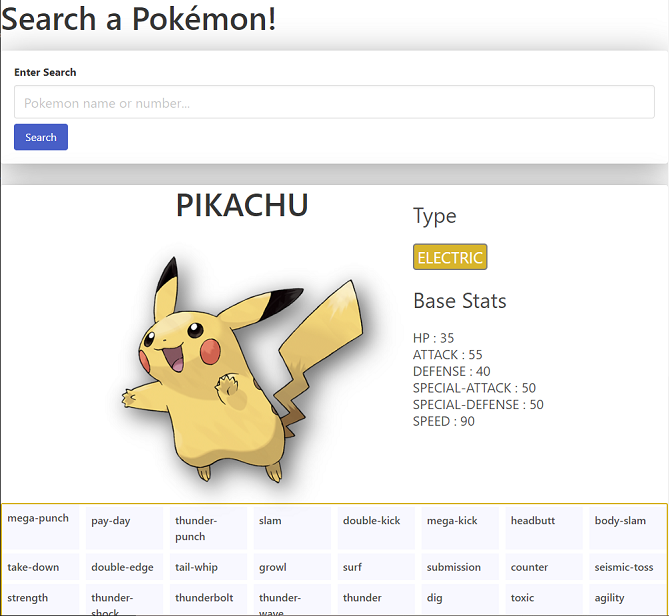 Search a Pokémon!
Enter Search
Pokemon name or number...
Search
PIKACHU
Type
ELECTRIC
Base Stats
HP : 35
ATTACK : 55
DEFENSE : 40
SPECIAL-ATTACK : 50
SPECIAL-DEFENSE : 50
SPEED : 90
mega-punch pay-day thunder-punch slam double-kick mega-kick headbutt body-slam
take-down double-edge tail-whip growl surf submission counter seismic-toss
strength thunder-shock thunderbolt thunder-wave thunder dig toxic agility